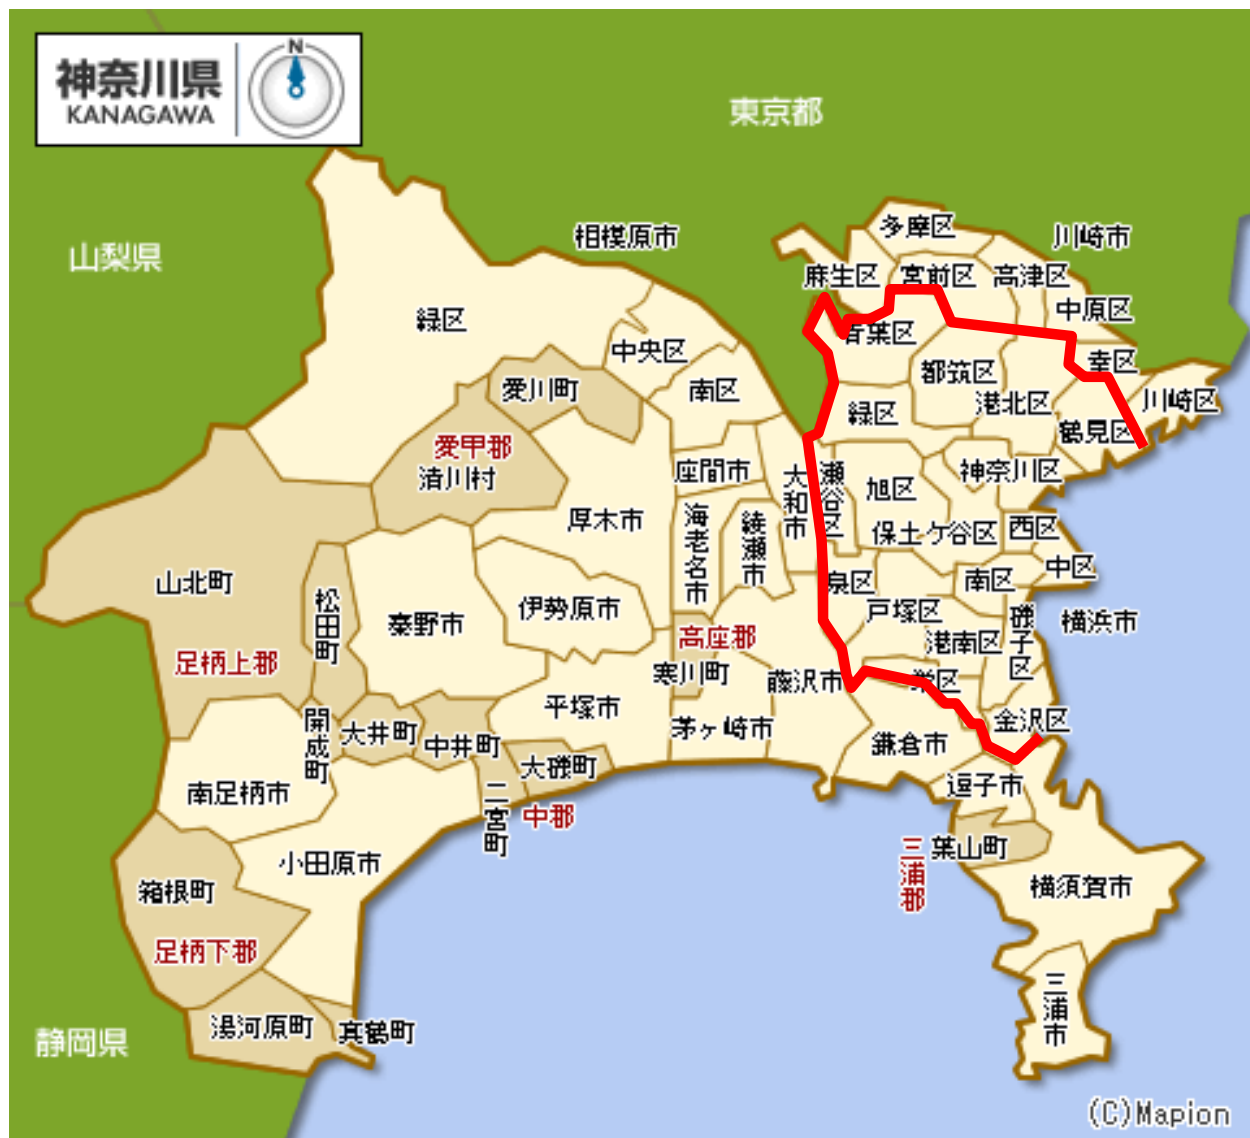 神奈川県
KANAGAWA
N
東京都
山梨県
相模原市
川崎市
多摩区
麻生区
宮前区
高津区
中原区
緑区
青葉区
中央区
幸区
都筑区
愛川町
南区
港北区
川崎区
緑区
鶴見区
愛甲郡
清川村
座間市
大和市
瀬谷区
旭区
神奈川区
厚木市
海老名市
綾瀬市
保土ケ谷区
西区
山北町
松田町
秦野市
伊勢原市
泉区
南区
中区
戸塚区
磯子区
横浜市
高座郡
港南区
足柄上郡
寒川町
藤沢市
栄区
開成町
大井町
中井町
平塚市
茅ヶ崎市
鎌倉市
金沢区
南足柄市
二宮町
大磯町
中郡
逗子市
小田原市
三浦郡
葉山町
箱根町
横須賀市
足柄下郡
三浦市
湯河原町
真鶴町
静岡県
(C)Mapion